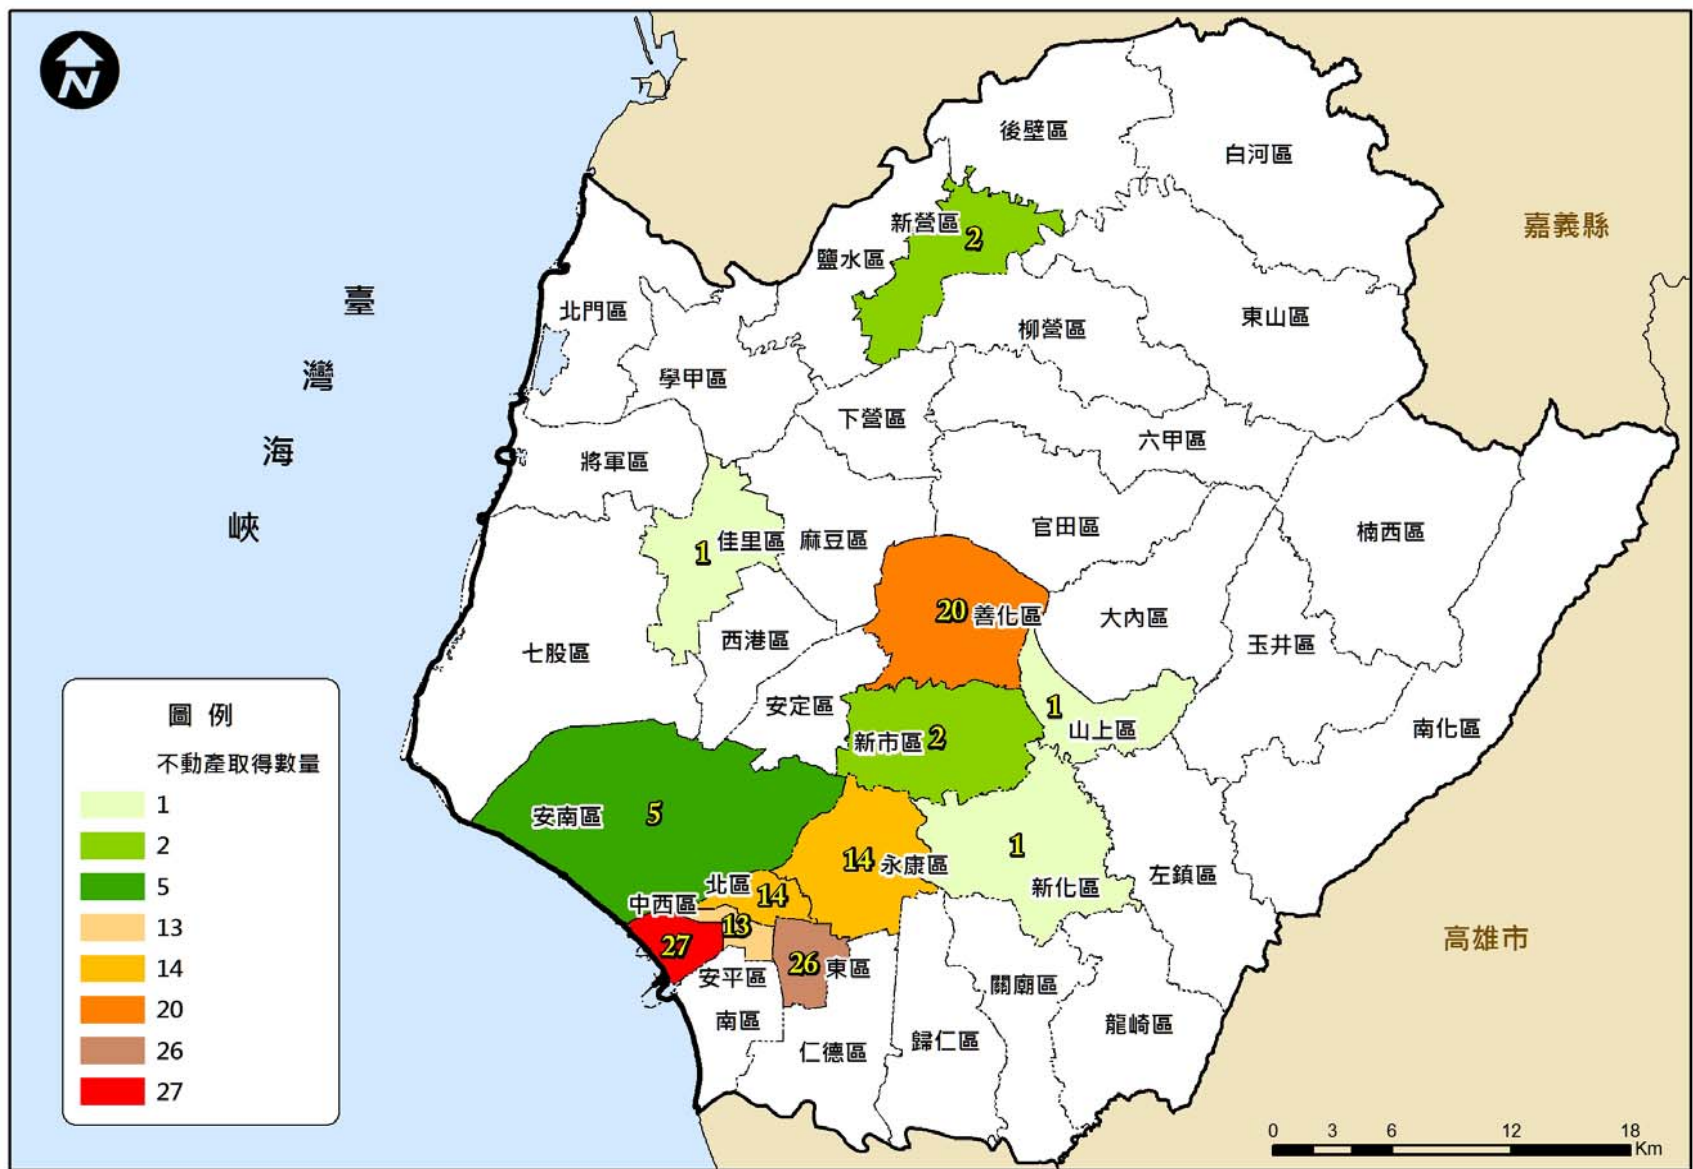 N
後壁區
白河區
新營區
2
嘉義縣
鹽水區
臺
灣
海
峽
北門區
東山區
柳營區
學甲區
下營區
六甲區
將軍區
官田區
楠西區
1
佳里區
麻豆區
20
善化區
大內區
西港區
玉井區
七股區
安定區
1
山上區
南化區
新市區
2
安南區
5
14
永康區
1
新化區
左鎮區
北區
14
中西區
13
27
26
東區
高雄市
安平區
關廟區
南區
龍崎區
歸仁區
仁德區
圖 例
不動產取得數量
1
2
5
13
14
20
26
27
0 3 6 12 18
Km